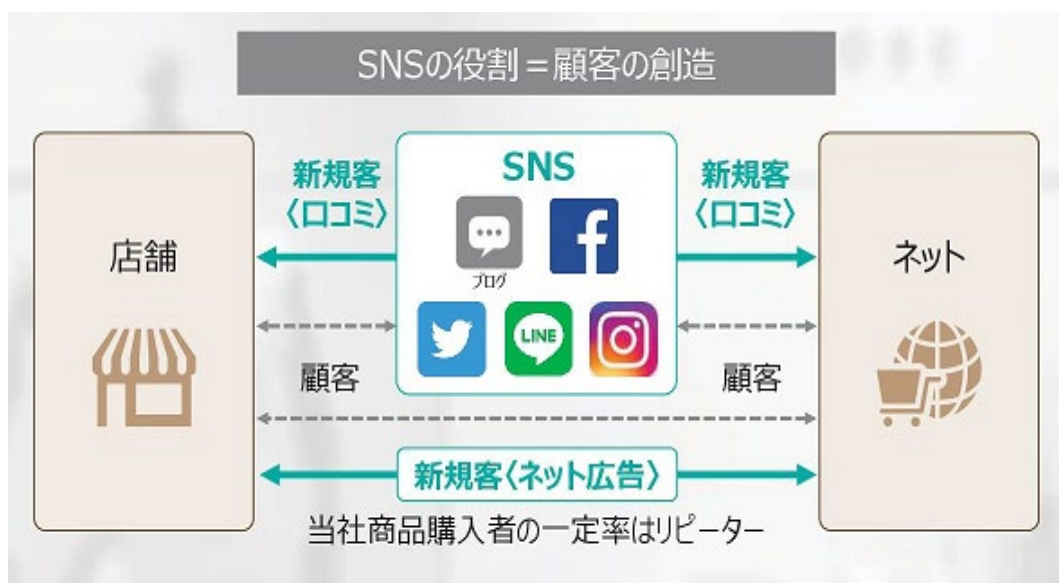 SNSの役割＝顧客の創造
店舗
新規客
〈口コミ〉
SNS
ブログ
LINE
新規客
〈口コミ〉
ネット
顧客
顧客
新規客〈ネット広告〉
当社商品購入者の一定率はリピーター